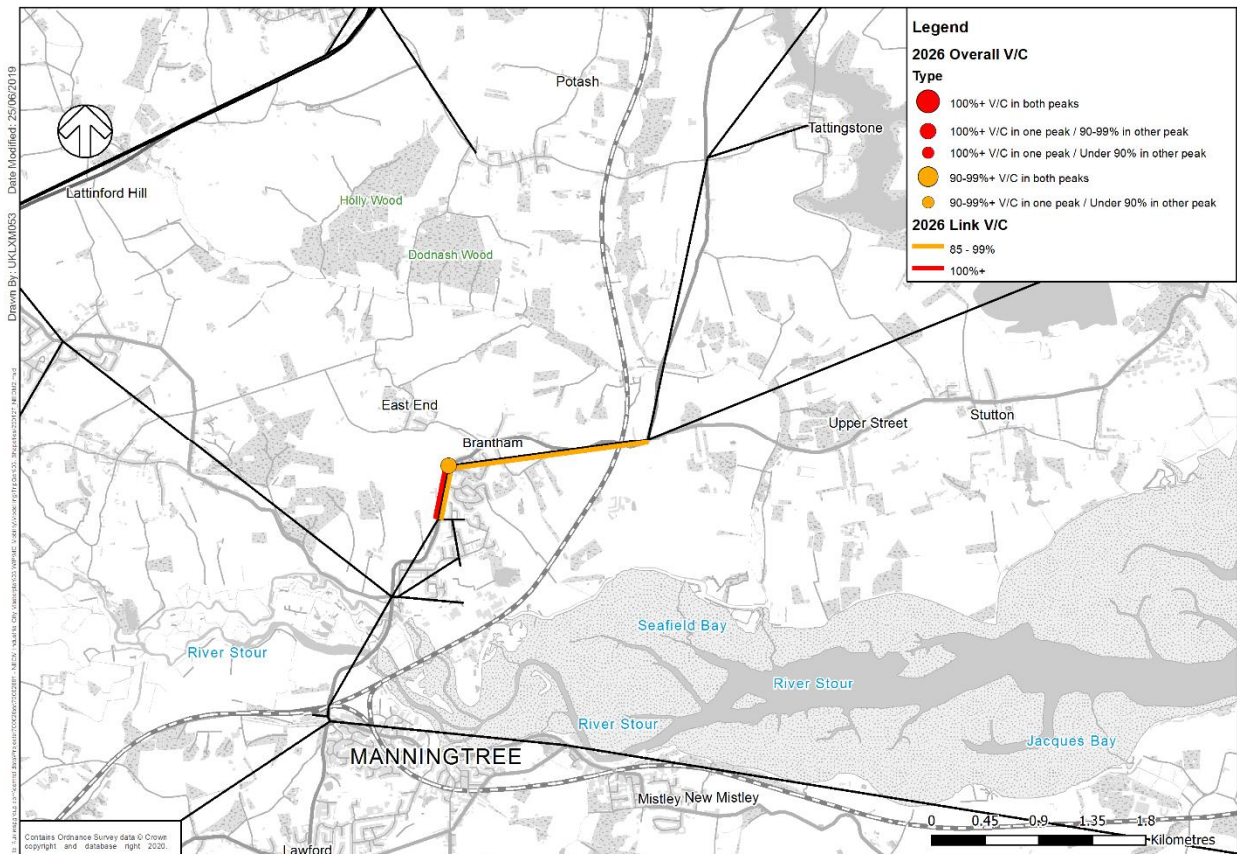 Legend
2026 Overall V/C
Type
100%+ V/C in both peaks
100%+ V/C in one peak / 90-99% in other peak
100%+ V/C in one peak / Under 90% in other peak
90-99%+ V/C in both peaks
90-99%+ V/C in one peak / Under 90% in other peak
2026 Link V/C
85 - 99%
100%+
Date Modified: 25/06/2019
Drawn By: UKLXM053
Potash
Tattingstone
Lattinford Hill
Holly Wood
Dodnash Wood
East End
Brantham
Upper Street
Stutton
Seafield Bay
River Stour
River Stour
River Stour
Jacques Bay
MANNINGTREE
Mistley New Mistley
Lawford
0 0.45 0.9 1.35 1.8
Kilometres
Contains Ordnance Survey data © Crown
copyright and database right 2020.